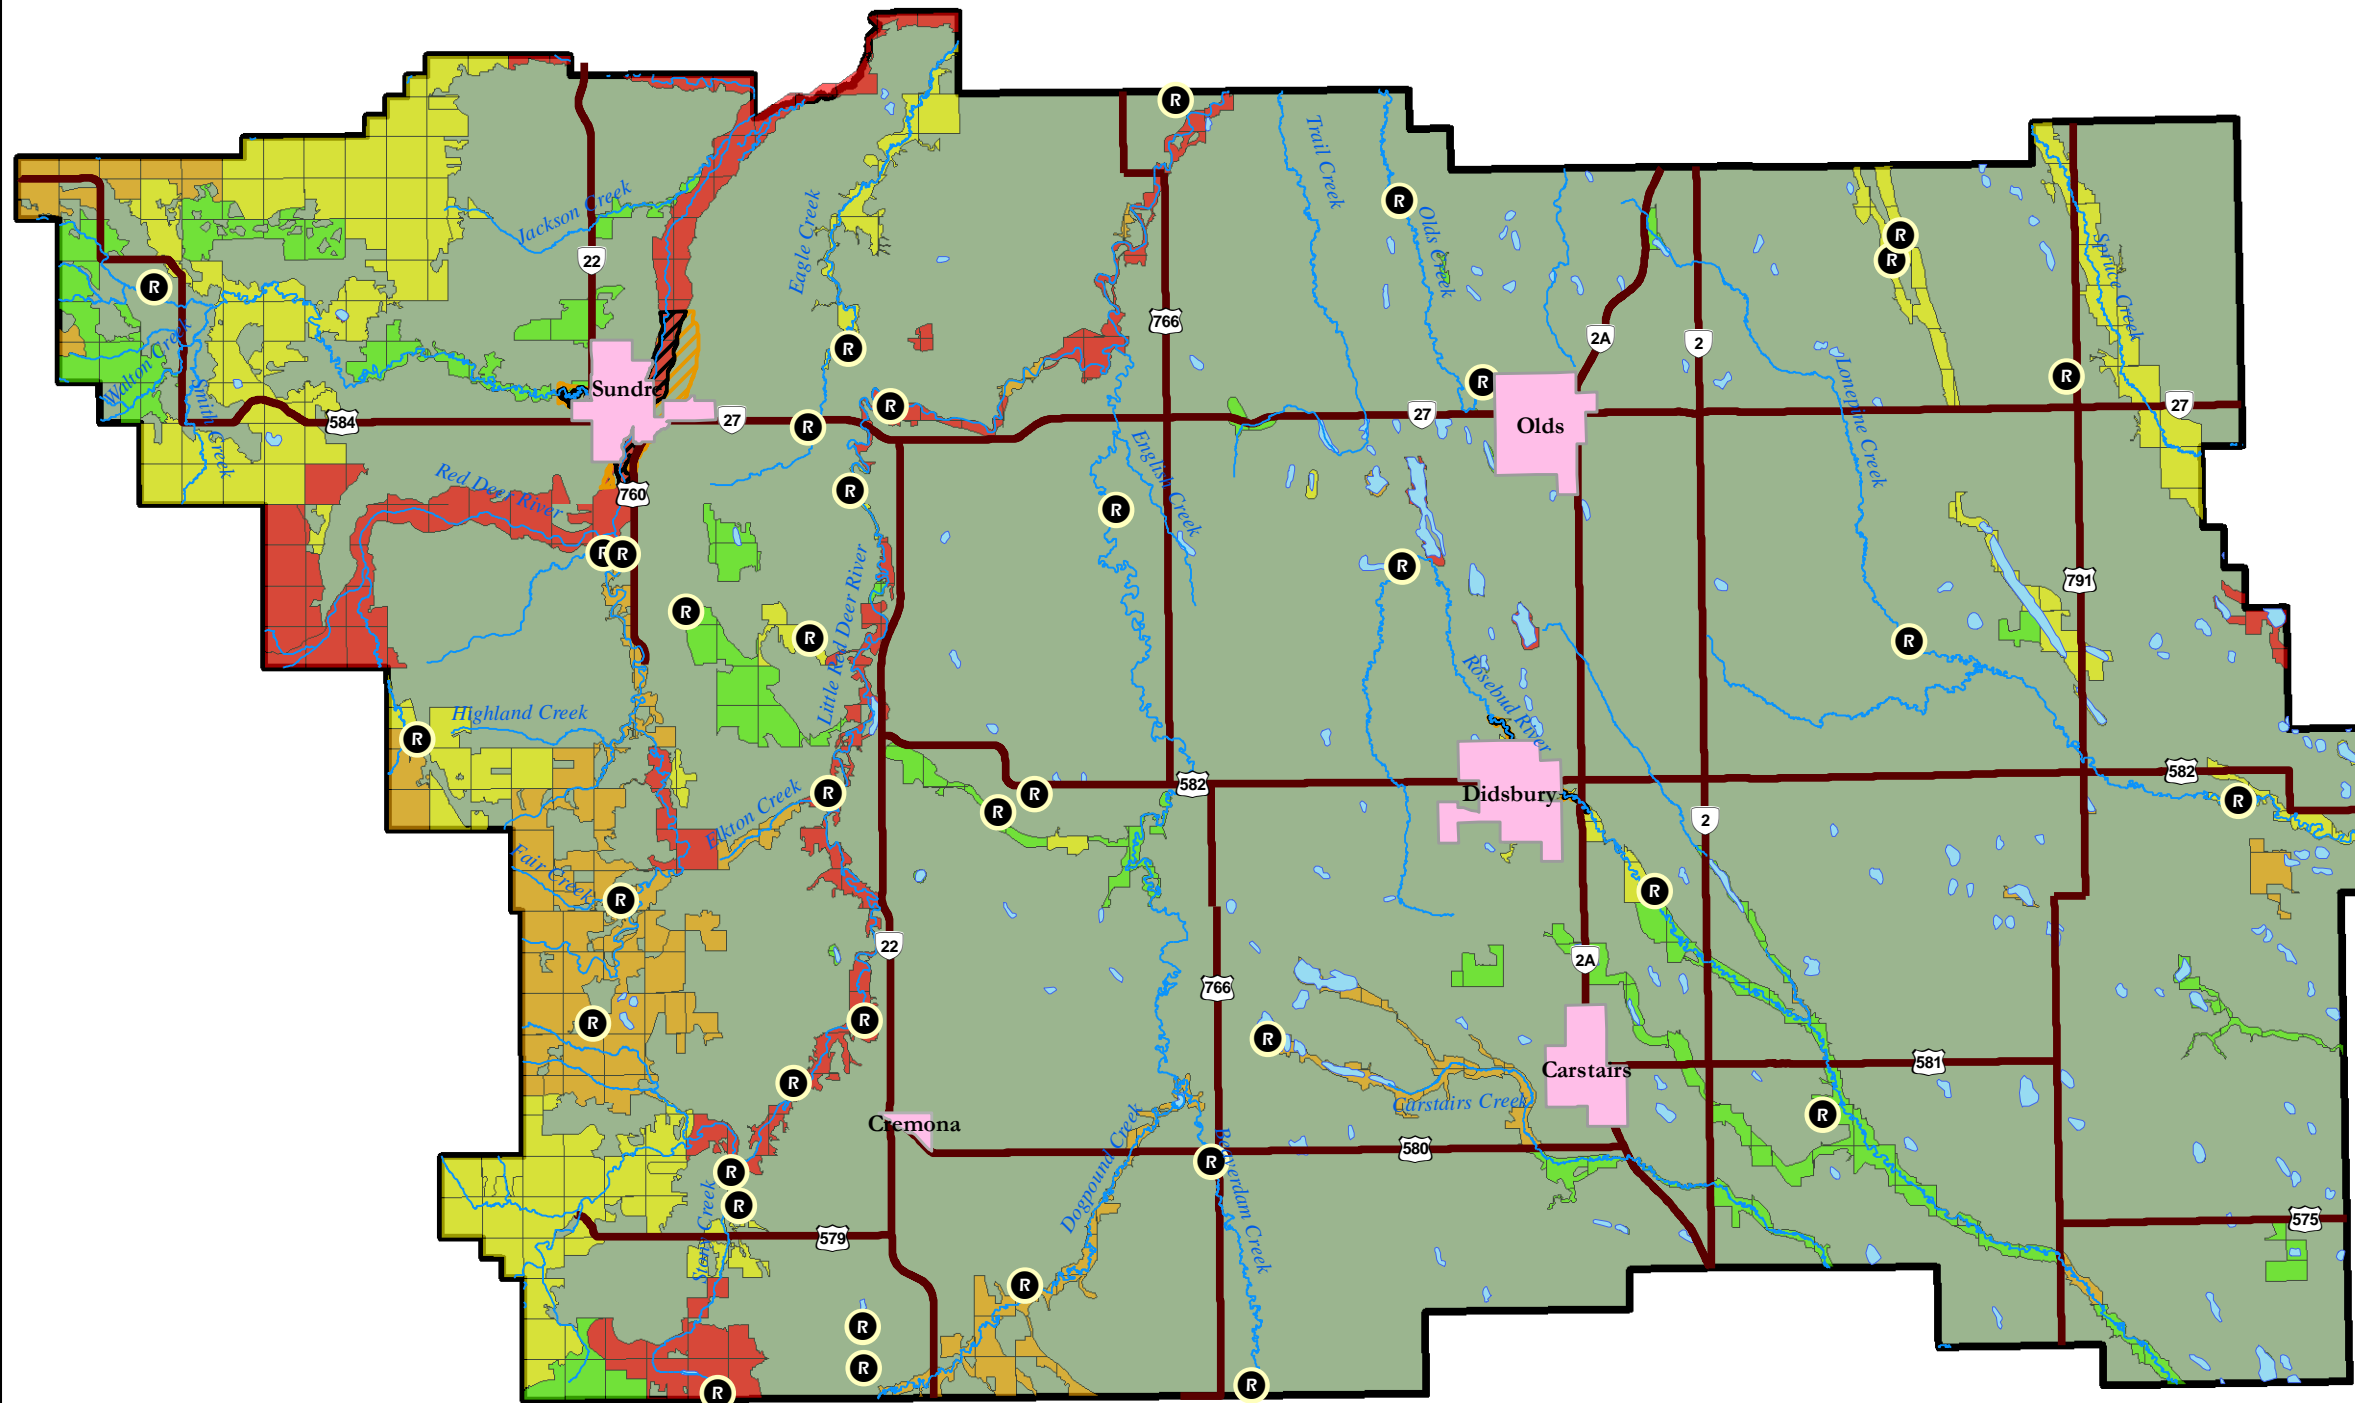 R
Trail Creek
R
Jackson Creek
Olds Creek
Eagle Creek
R
Spruce Creek
22
R
R
766
2A
2
R
R
Walton Creek
Smith Creek
Sundre
Lonepine Creek
R
R
27
R
584
27
R
27
Olds
English Creek
Red Deer River
760
R
R
R
R
R
Little Red Deer River
791
R
R
R
Rosebud River
Highland Creek
R
582
582
R
R
R
Didsbury
R
Elkton Creek
2
Fair Creek
R
R
22
2A
766
R
R
R
Carstairs
581
R
Carstairs Creek
R
Cremona
Dogpound Creek
580
Beaverdam Creek
R
R
R
Stony Creek
575
579
R
R
R
R
R